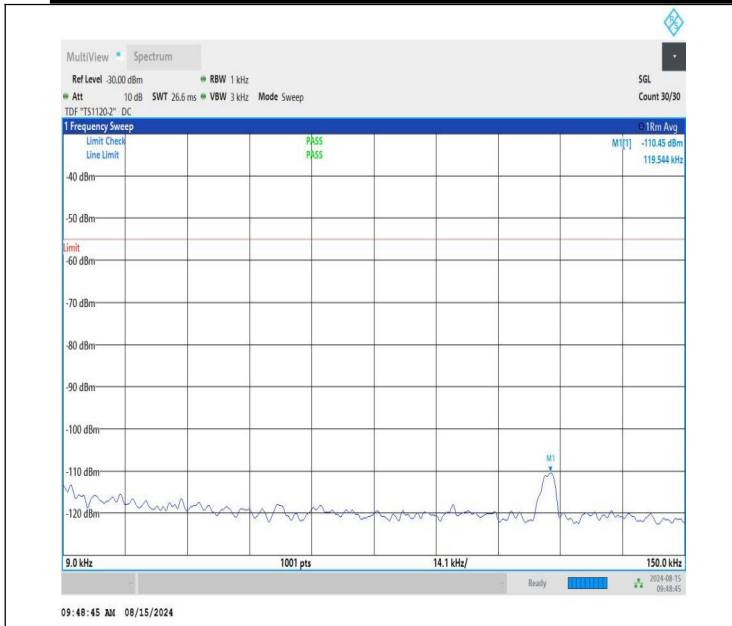 MultiView Spectrum
Ref Level -30.00 dBm RBW 1 kHz SGL
Att 10 dB SWT 26.6 ms VBW 3 kHz Mode Sweep Count 30/30
TDF "TS1120-2" DC
1 Frequency Sweep 1Rm Avg
Limit Check PASS M1[1] -110.45 dBm
Line Limit PASS 119.544 kHz
-40 dBm
-50 dBm
Limit
-60 dBm
-70 dBm
-80 dBm
-90 dBm
-100 dBm
M1
-110 dBm
-120 dBm
9.0 kHz 1001 pts 14.1 kHz/ 150.0 kHz
Ready 2024-08-15
09:48:45
09:48:45 AM 08/15/2024